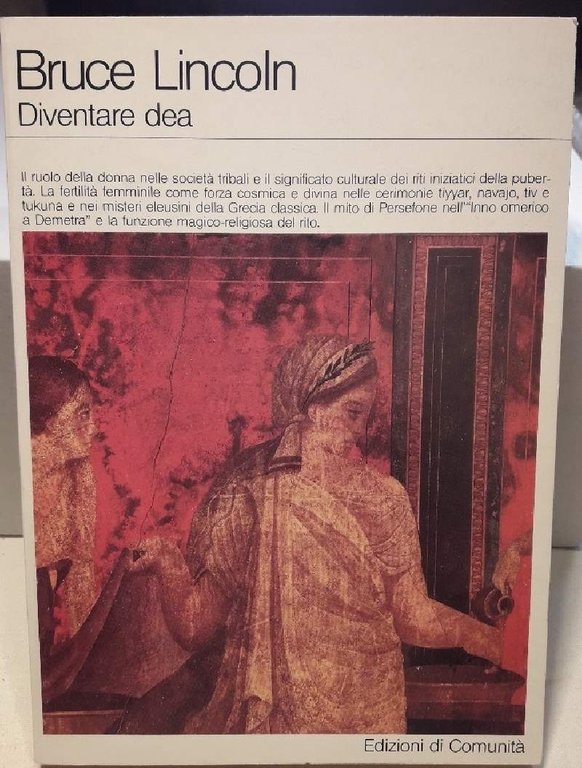 Bruce Lincoln
Diventare dea
Il ruolo della donna nelle società tribali e il significato culturale dei riti iniziatici della puber-
tà. La fertilità femminile come forza cosmica e divina nelle cerimonie tiyyar, navajo, tiv e
tukuna e nei misteri eleusini della Grecia classica. Il mito di Persefone nell'"Inno omerico
a Demetra" e la funzione magico-religiosa del rito.
Edizioni di Comunità